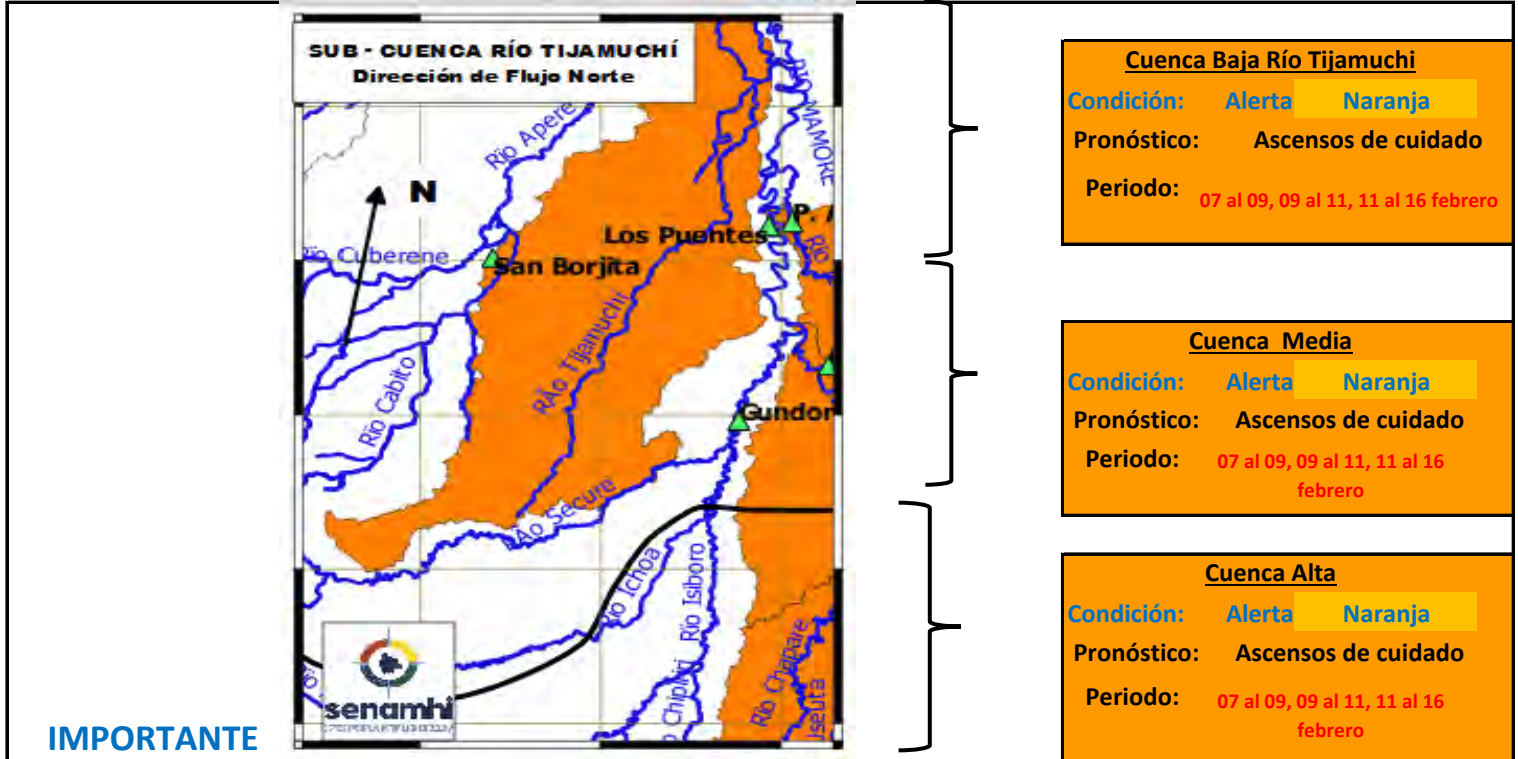 SUB - CUENCA RÍO TIJAMUCHÍ
Dirección de Flujo Norte
Río Apere
RIO MAMORE
N
Los Puentes
P. A
Río
Río Cuberene
San Borjita
RÃo Tijamuchi
Río Cabito
Gundor
RÃo Secure
Río Ichoa
Río Isiboro
Chipiriri
Río Chapare
senamhi
IMPORTANTE
Cuenca Baja Río Tijamuchi
Condición: Alerta Naranja
Pronóstico: Ascensos de cuidado
Periodo: 07 al 09, 09 al 11, 11 al 16 febrero
Cuenca Media
Condición: Alerta Naranja
Pronóstico: Ascensos de cuidado
Periodo: 07 al 09, 09 al 11, 11 al 16
febrero
Cuenca Alta
Condición: Alerta Naranja
Pronóstico: Ascensos de cuidado
Periodo: 07 al 09, 09 al 11, 11 al 16
febrero